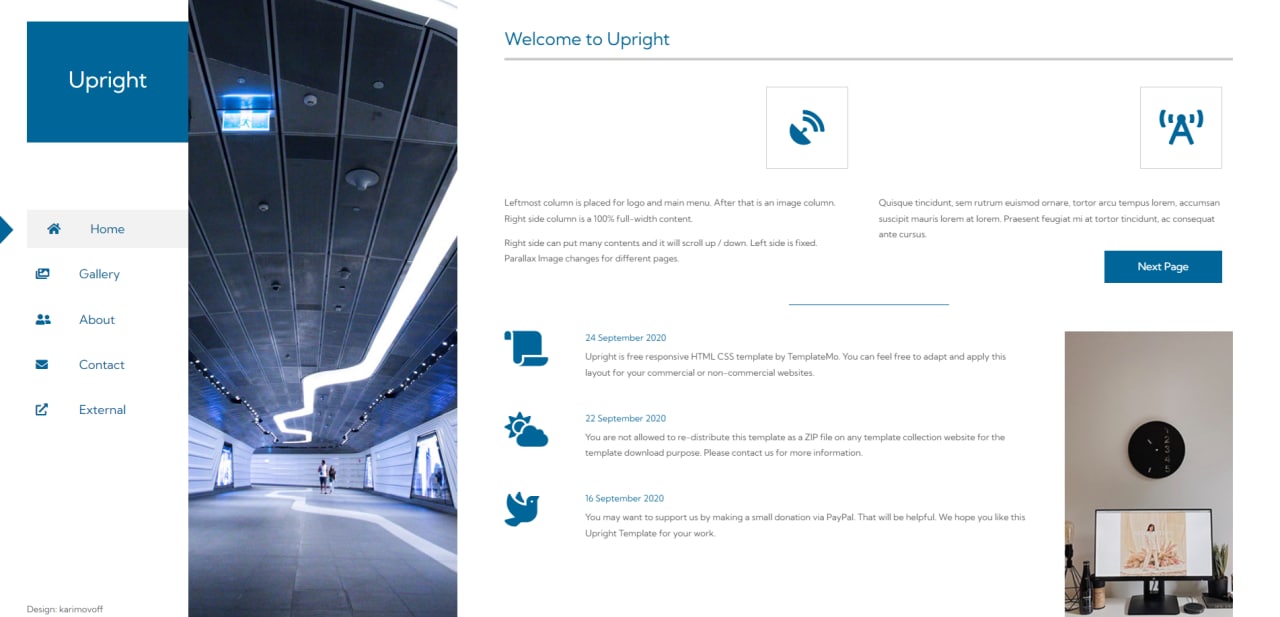 Upright
Home
Gallery
About
Contact
External
Design: karimovoff
Welcome to Upright
Leftmost column is placed for logo and main menu. After that is an image column.
Right side column is a 100% full-width content.
Right side can put many contents and it will scroll up / down. Left side is fixed.
Parallax Image changes for different pages.
Quisque tincidunt, sem rutrum euismod ornare, tortor arcu tempus lorem, accumsan
suscipit mauris lorem at lorem. Praesent feugiat mi at tortor tincidunt, ac consequat
ante cursus.
Next Page
24 September 2020
Upright is free responsive HTML CSS template by TemplateMo. You can feel free to adapt and apply this
layout for your commercial or non-commercial websites.
22 September 2020
You are not allowed to re-distribute this template as a ZIP file on any template collection website for the
template download purpose. Please contact us for more information.
16 September 2020
You may want to support us by making a small donation via PayPal. That will be helpful. We hope you like this
Upright Template for your work.